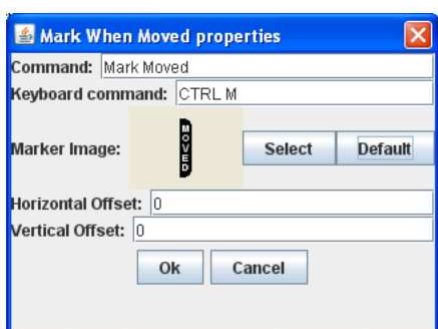 Mark When Moved properties
Command: Mark Moved
Keyboard command: CTRL M
Marker Image: MOVED Select Default
Horizontal Offset: 0
Vertical Offset: 0
Ok Cancel